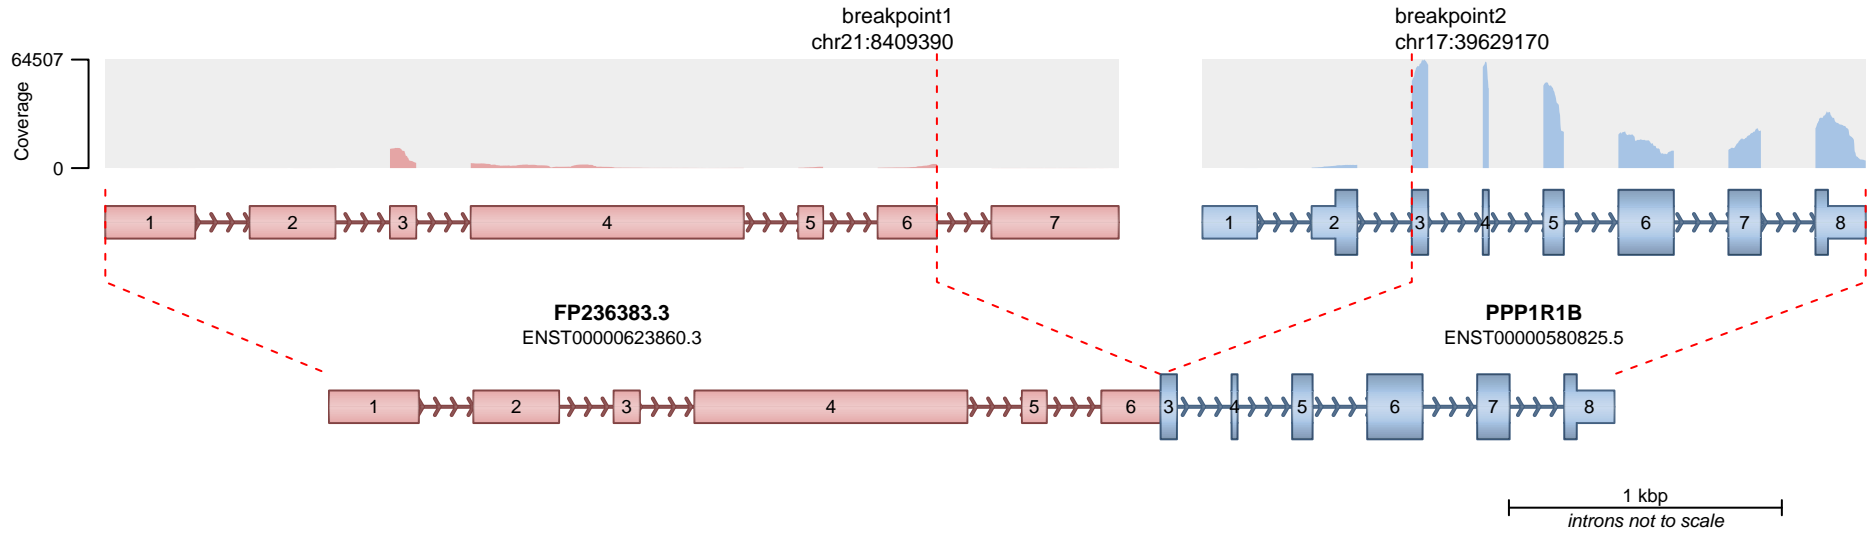 breakpoint1
chr21:8409390
breakpoint2
chr17:39629170
64507
0
Coverage
1 2 3 4 5 6 7
1 2 3 4 5 6 7 8
FP236383.3
ENST00000623860.3
PPP1R1B
ENST00000580825.5
1 2 3 4 5 6 3 4 5 6 7 8
1 kbp
introns not to scale